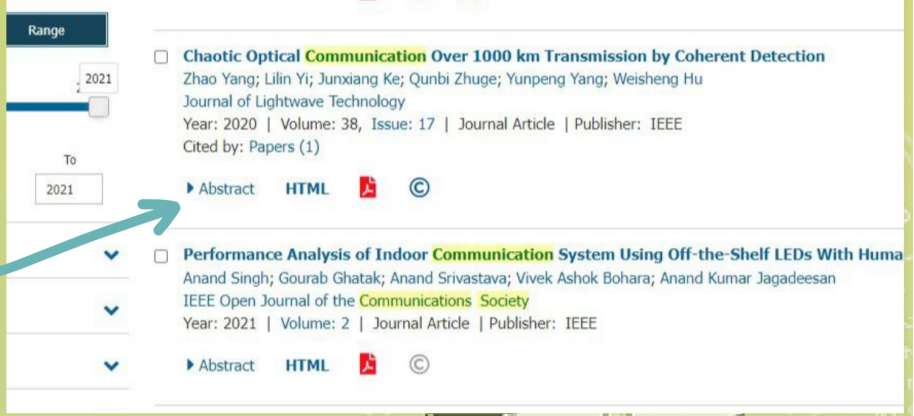 Range
2021
To
2021
Chaotic Optical Communication Over 1000 km Transmission by Coherent Detection
Zhao Yang; Lilin Yi; Junxiang Ke; Qunbi Zhuge; Yunpeng Yang; Weisheng Hu
Journal of Lightwave Technology
Year: 2020 | Volume: 38, Issue: 17 | Journal Article | Publisher: IEEE
Cited by: Papers (1)
Abstract HTML ©
Performance Analysis of Indoor Communication System Using Off-the-Shelf LEDs With Huma
Anand Singh; Gourab Ghatak; Anand Srivastava; Vivek Ashok Bohara; Anand Kumar Jagadeesan
IEEE Open Journal of the Communications Society
Year: 2021 | Volume: 2 | Journal Article | Publisher: IEEE
Abstract HTML ©